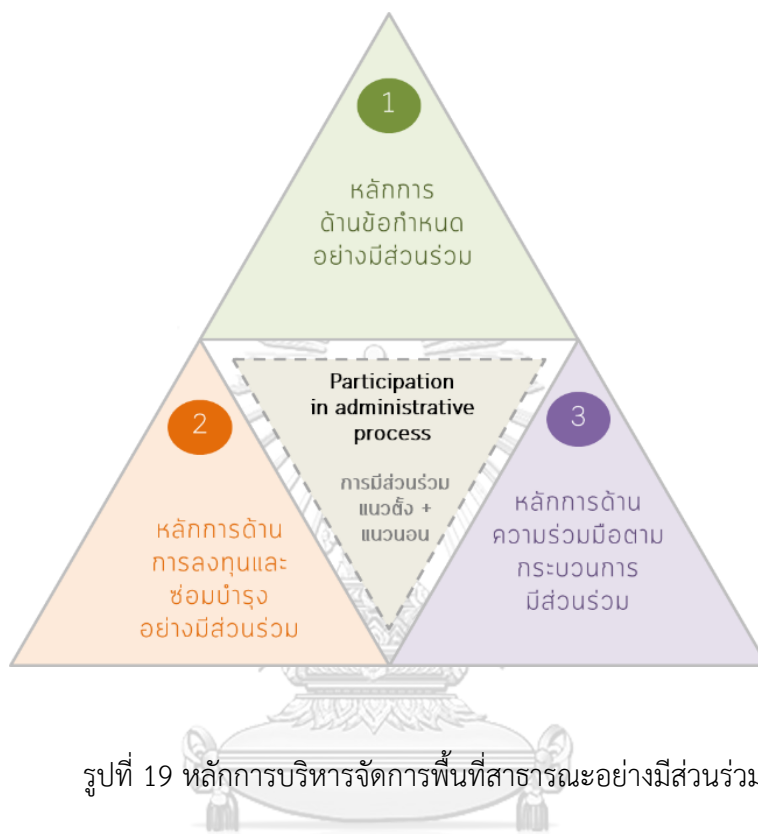 1
หลักการ
ด้านข้อกำหนด
อย่างมีส่วนร่วม
Participation
in administrative
process
การมีส่วนร่วม
แนวตั้ง +
แนวนอน
2
หลักการด้าน
การลงทุนและ
ซ่อมบำรุง
อย่างมีส่วนร่วม
3
หลักการด้าน
ความร่วมมือตาม
กระบวนการ
มีส่วนร่วม
รูปที่ 19 หลักการบริหารจัดการพื้นที่สาธารณะอย่างมีส่วนร่วม